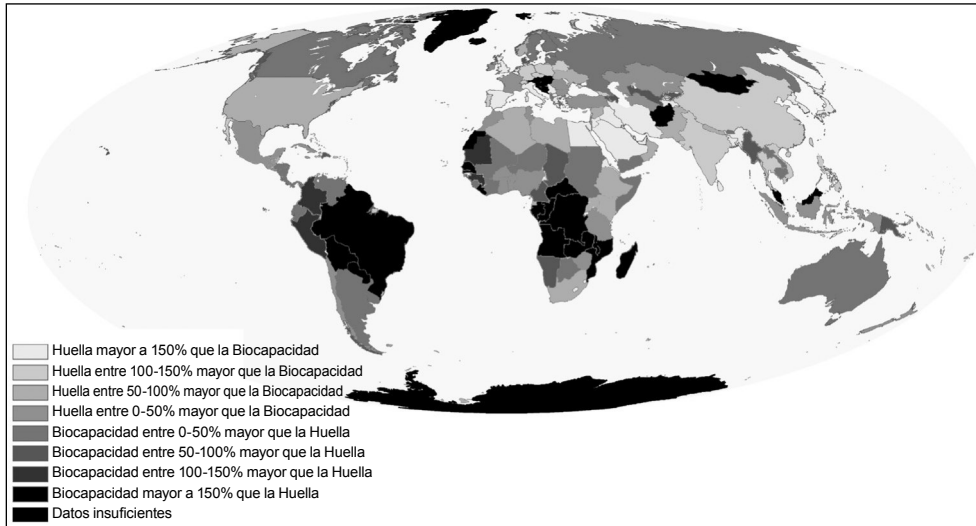 Huella mayor a 150% que la Biocapacidad
Huella entre 100-150% mayor que la Biocapacidad
Huella entre 50-100% mayor que la Biocapacidad
Huella entre 0-50% mayor que la Biocapacidad
Biocapacidad entre 0-50% mayor que la Huella
Biocapacidad entre 50-100% mayor que la Huella
Biocapacidad entre 100-150% mayor que la Huella
Biocapacidad mayor a 150% que la Huella
Datos insuficientes